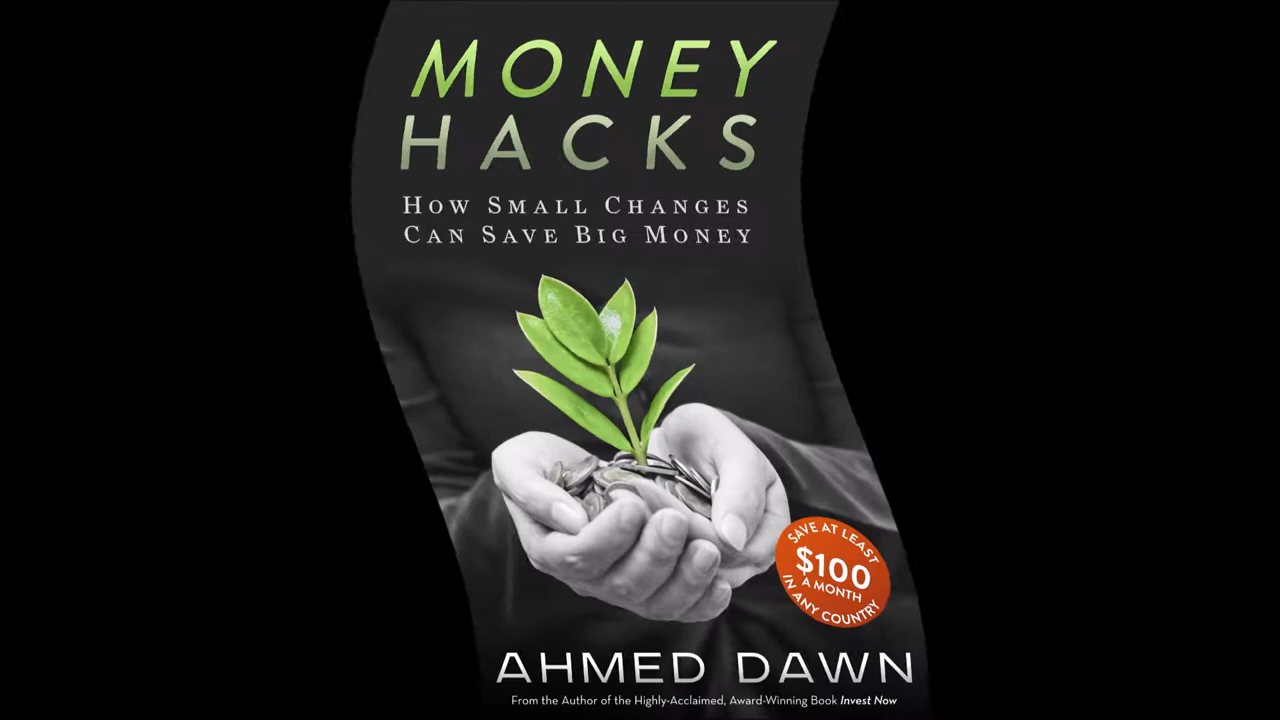 MONEY
HACKS
HOW SMALL CHANGES
CAN SAVE BIG MONEY
SAVE AT LEAST
$100
A MONTH
IN ANY COUNTRY
AHMED DAWN
From the Author of the Highly-Acclaimed, Award-Winning Book Invest Now